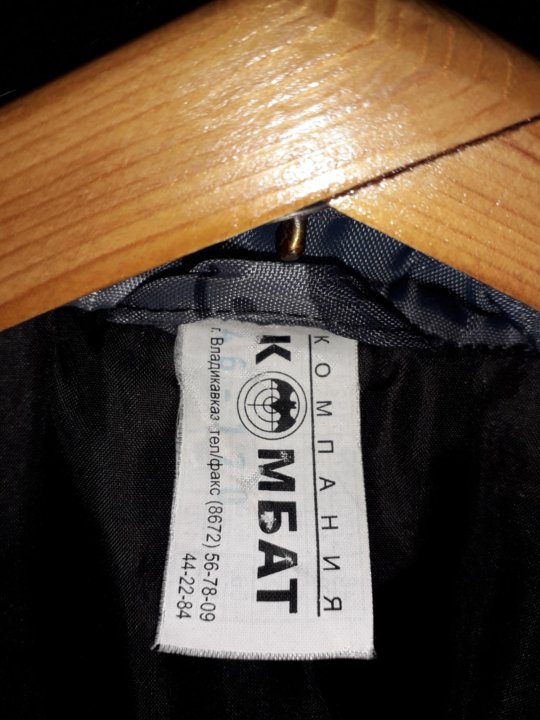 КОМПАНИЯ
КОМБАТ
г. Владикавказ тел/факс (8672) 56-78-09
44-22-84